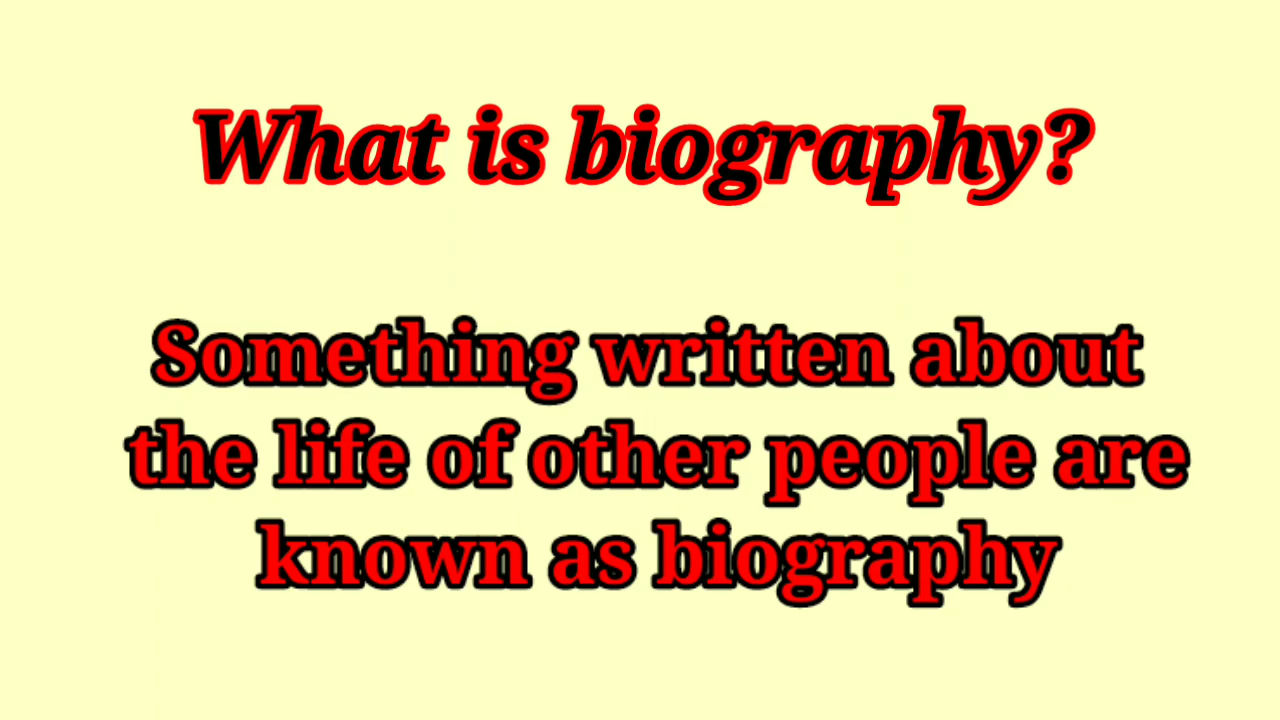 What is biography?
Something written about
the life of other people are
known as biography